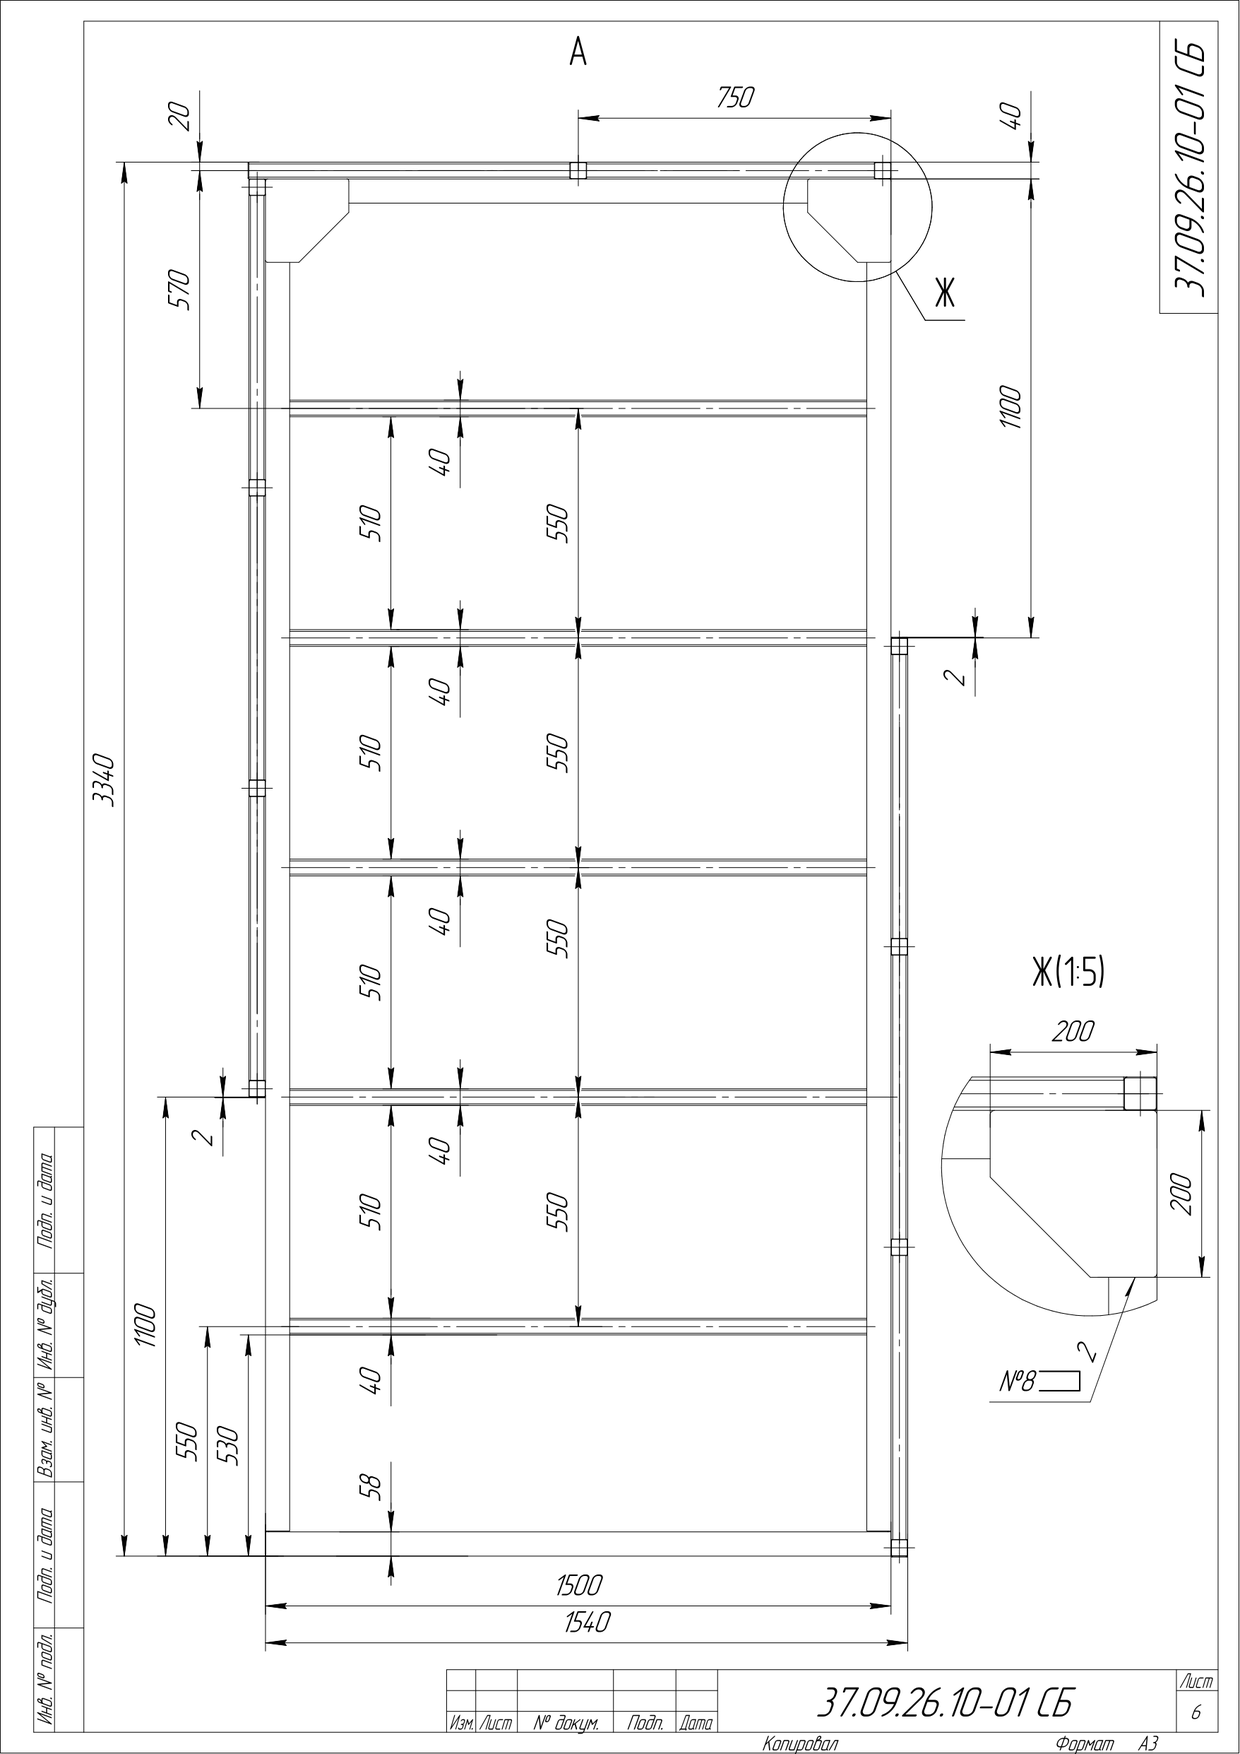 А
37.09.26.10-01 СБ
750
20
40
570
Ж
1100
40
510
550
40
2
510
550
3340
40
550
510
Ж(1:5)
200
2
40
510
550
200
1100
550
530
40
2
№8
58
1500
1540
Подп. и дата
Инв. № дубл.
Взам. инв. №
Подп. и дата
Инв. № подл.
Изм. Лист № докум. Подп. Дата
37.09.26.10-01 СБ
Лист
6
Копировал
Формат А3